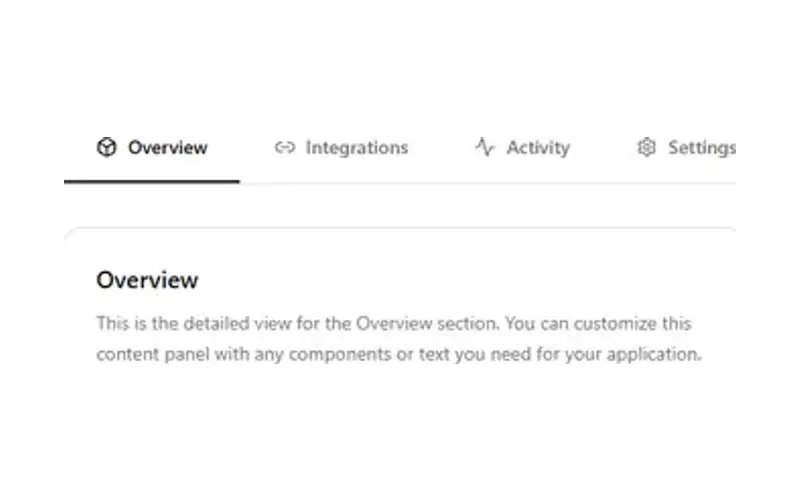 Overview Integrations Activity Settings
Overview
This is the detailed view for the Overview section. You can customize this
content panel with any components or text you need for your application.